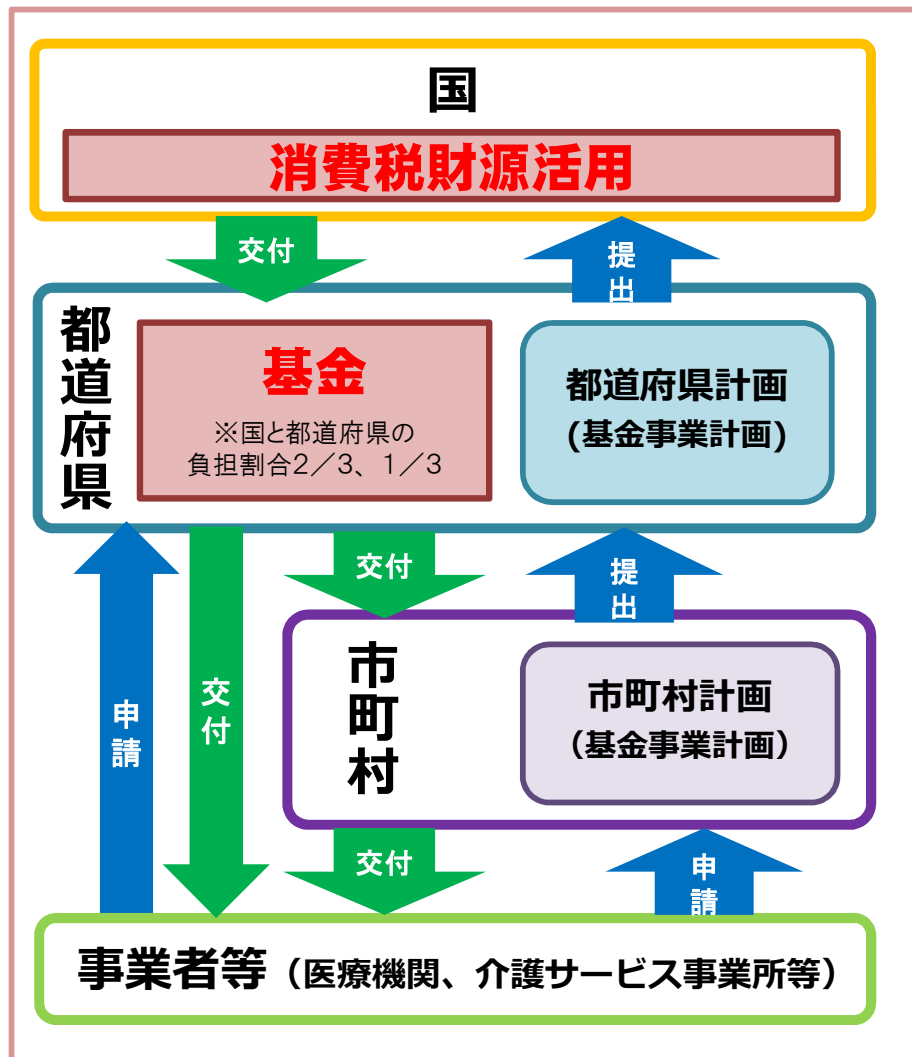 国
消費税財源活用
交付
提出
都道府県
基金
※国と都道府県の
負担割合2／3、1／3
都道府県計画
(基金事業計画)
交付
提出
申請
交付
市町村
市町村計画
（基金事業計画）
交付
申請
事業者等（医療機関、介護サービス事業所等）